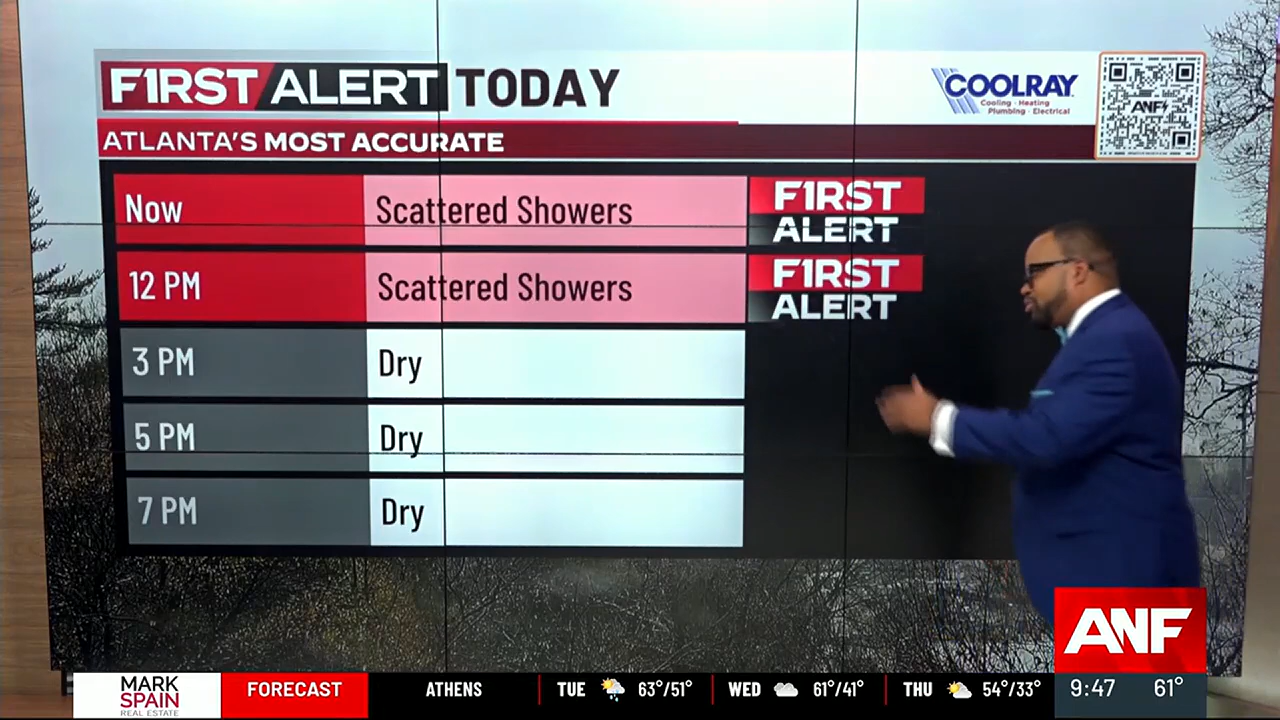 F1RST ALERT TODAY
COOLRAY
Cooling · Heating
Plumbing · Electrical
ANF
ATLANTA'S MOST ACCURATE
Now Scattered Showers F1RST ALERT
12 PM Scattered Showers F1RST ALERT
3 PM Dry
5 PM Dry
7 PM Dry
ANF
MARK SPAIN REAL ESTATE
FORECAST ATHENS TUE 63°/51° WED 61°/41° THU 54°/33° 9:47 61°